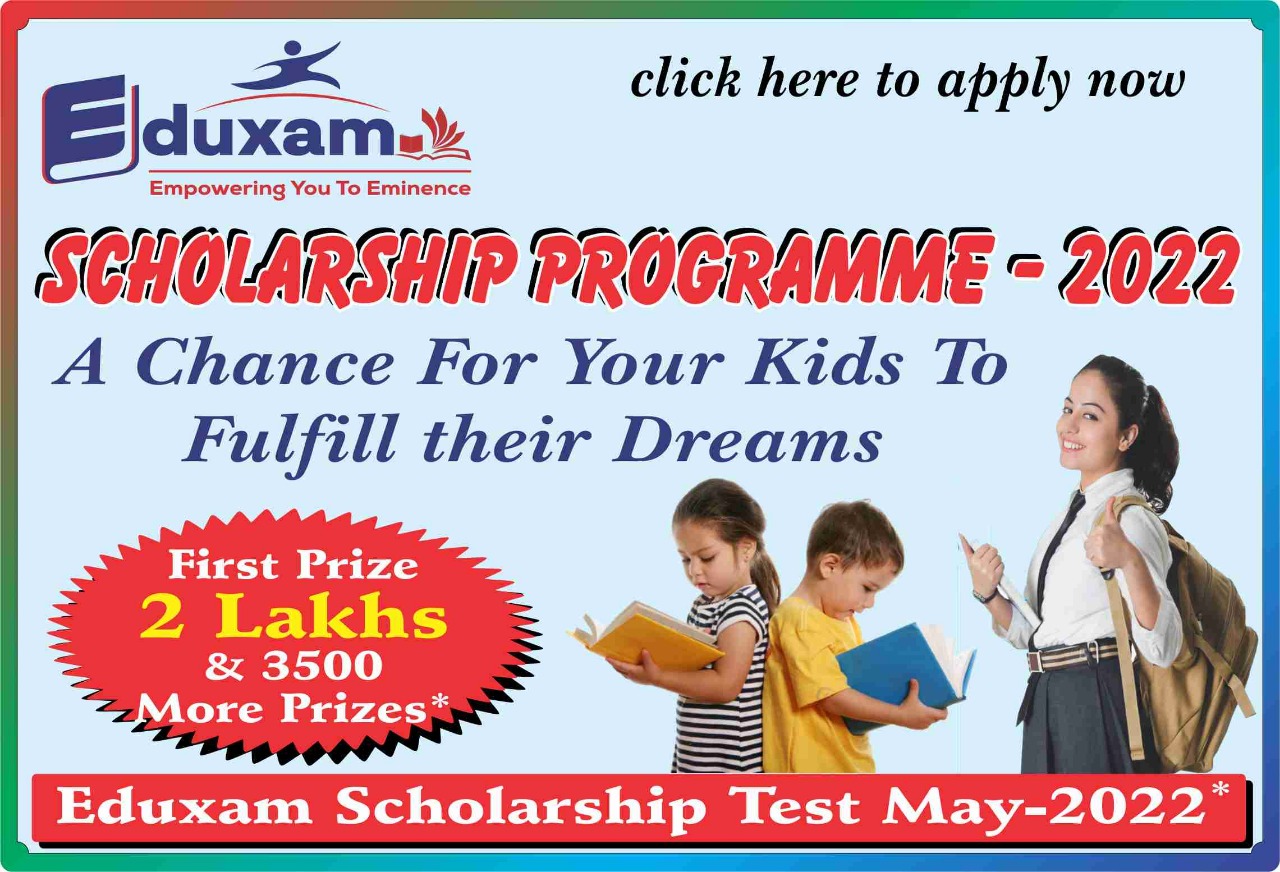 Eduxam
Empowering You To Eminence
click here to apply now
SCHOLARSHIP PROGRAMME - 2022
A Chance For Your Kids To
Fulfill their Dreams
First Prize
2 Lakhs
& 3500
More Prizes*
Eduxam Scholarship Test May-2022*